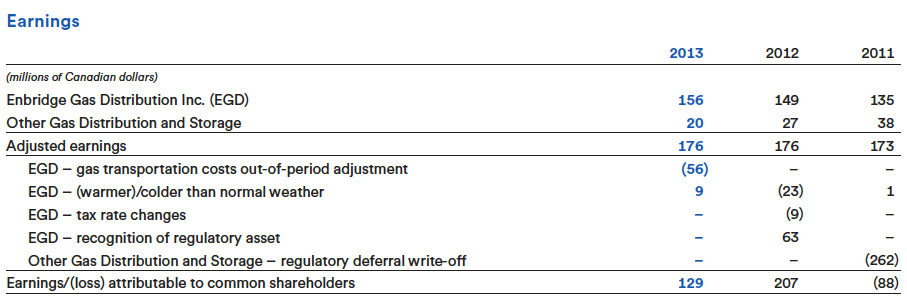 Earnings
2013 2012 2011
(millions of Canadian dollars)
Enbridge Gas Distribution Inc. (EGD) 156 149 135
Other Gas Distribution and Storage 20 27 38
Adjusted earnings 176 176 173
EGD – gas transportation costs out-of-period adjustment (56) – –
EGD – (warmer)/colder than normal weather 9 (23) 1
EGD – tax rate changes – (9) –
EGD – recognition of regulatory asset – 63 –
Other Gas Distribution and Storage – regulatory deferral write-off – – (262)
Earnings/(loss) attributable to common shareholders 129 207 (88)